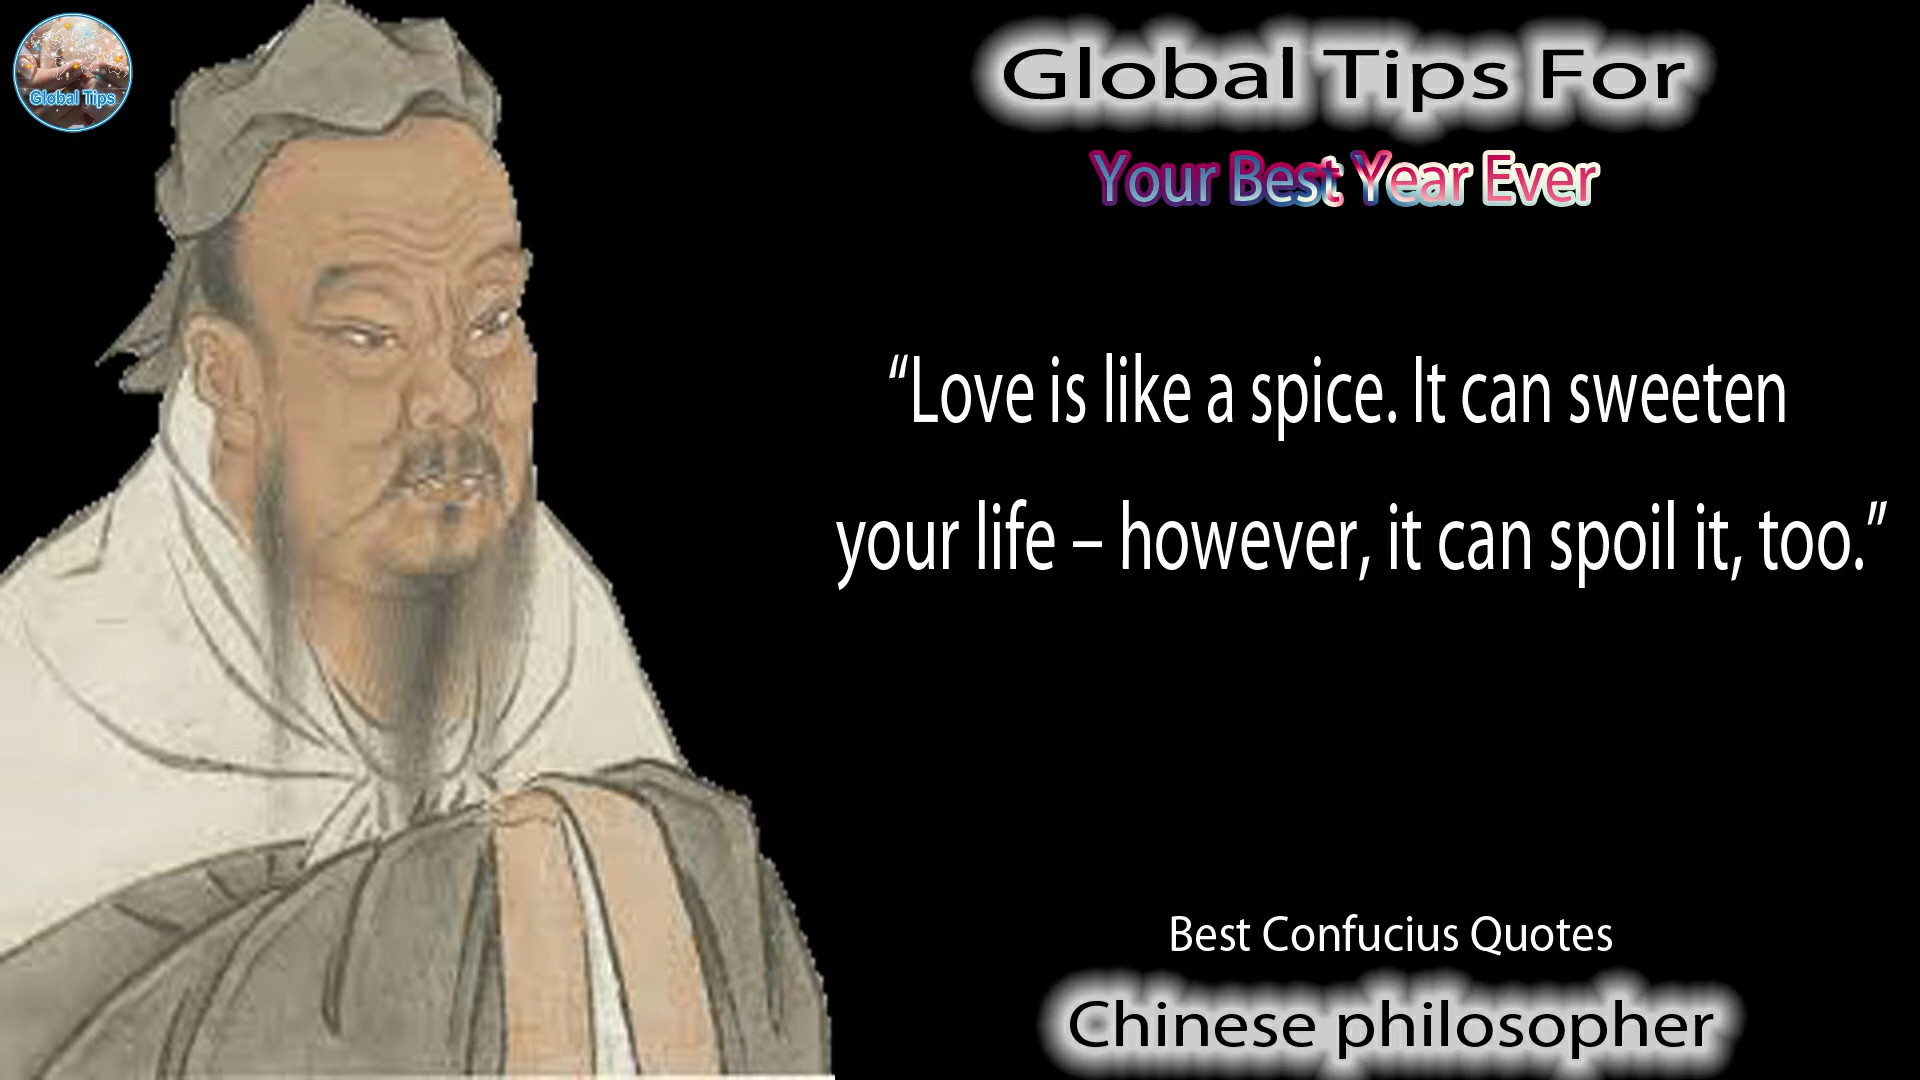 Global Tips
Global Tips For
Your Best Year Ever
“Love is like a spice. It can sweeten
your life – however, it can spoil it, too.”
Best Confucius Quotes
Chinese philosopher